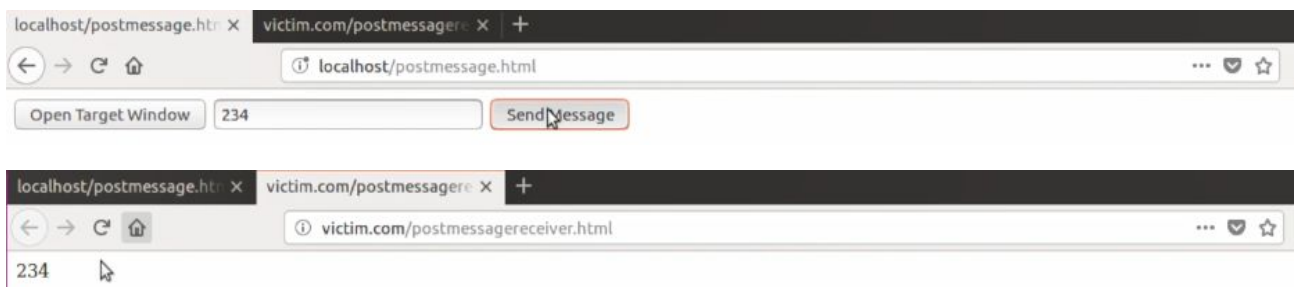 localhost/postmessage.htm victim.com/postmessagere
localhost/postmessage.html
Open Target Window 234 Send Message
localhost/postmessage.htm victim.com/postmessagere
victim.com/postmessagereceiver.html
234